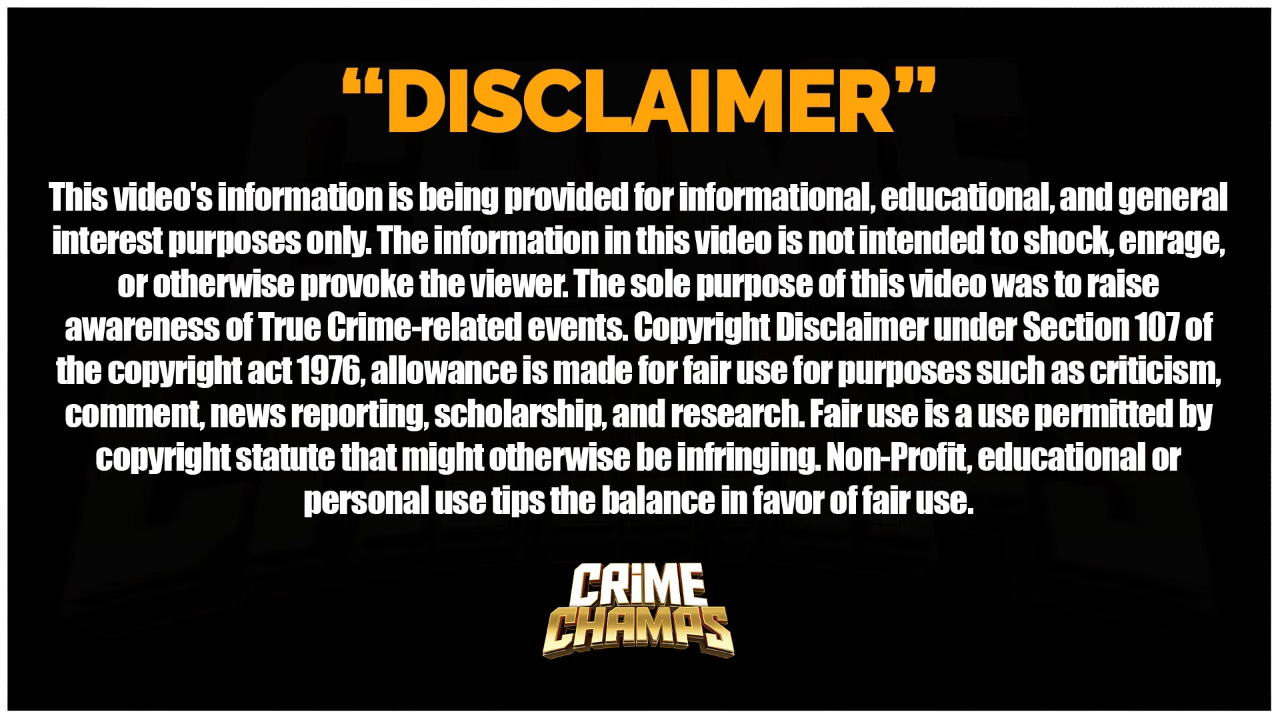 “DISCLAIMER”
This video's information is being provided for informational, educational, and general
interest purposes only. The information in this video is not intended to shock, enrage,
or otherwise provoke the viewer. The sole purpose of this video was to raise
awareness of True Crime-related events. Copyright Disclaimer under Section 107 of
the copyright act 1976, allowance is made for fair use for purposes such as criticism,
comment, news reporting, scholarship, and research. Fair use is a use permitted by
copyright statute that might otherwise be infringing. Non-Profit, educational or
personal use tips the balance in favor of fair use.
CRiME
CHAMPS